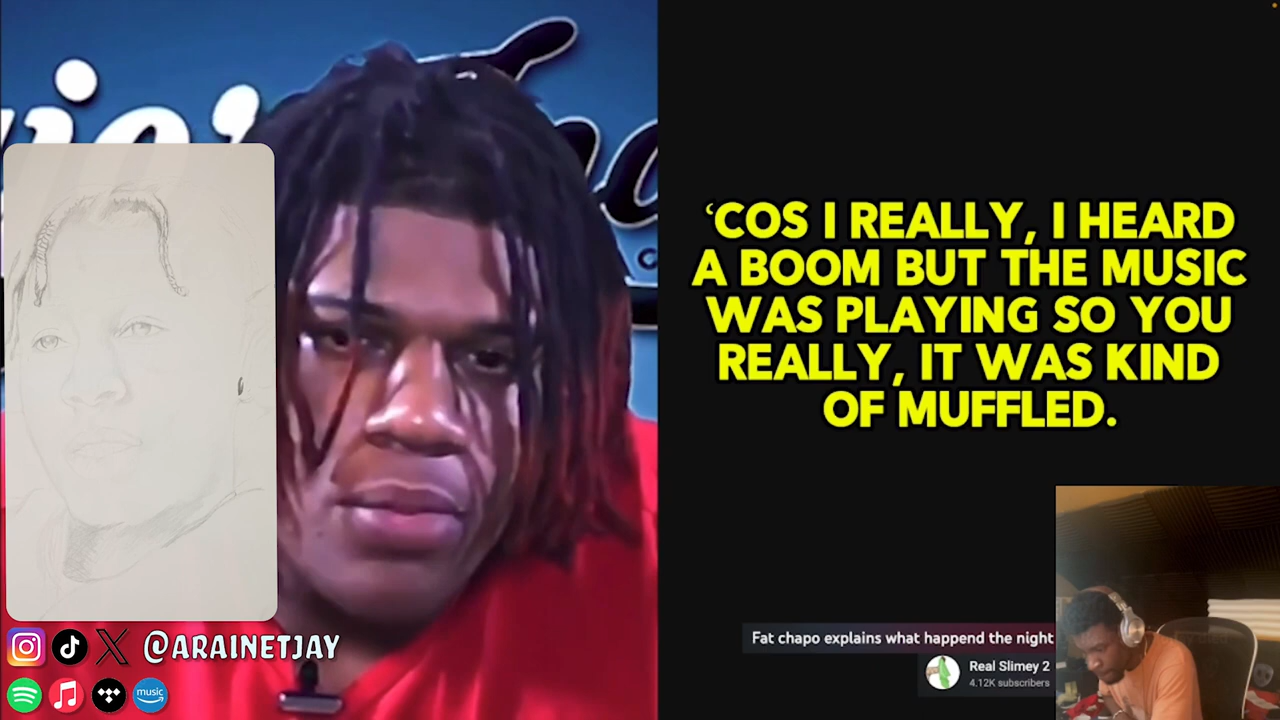 ‘COS I REALLY, I HEARD
A BOOM BUT THE MUSIC
WAS PLAYING SO YOU
REALLY, IT WAS KIND
OF MUFFLED.
Fat chapo explains what happend the night
Real Slimey 2
4.12K subscribers
@ARAINETJAY
music